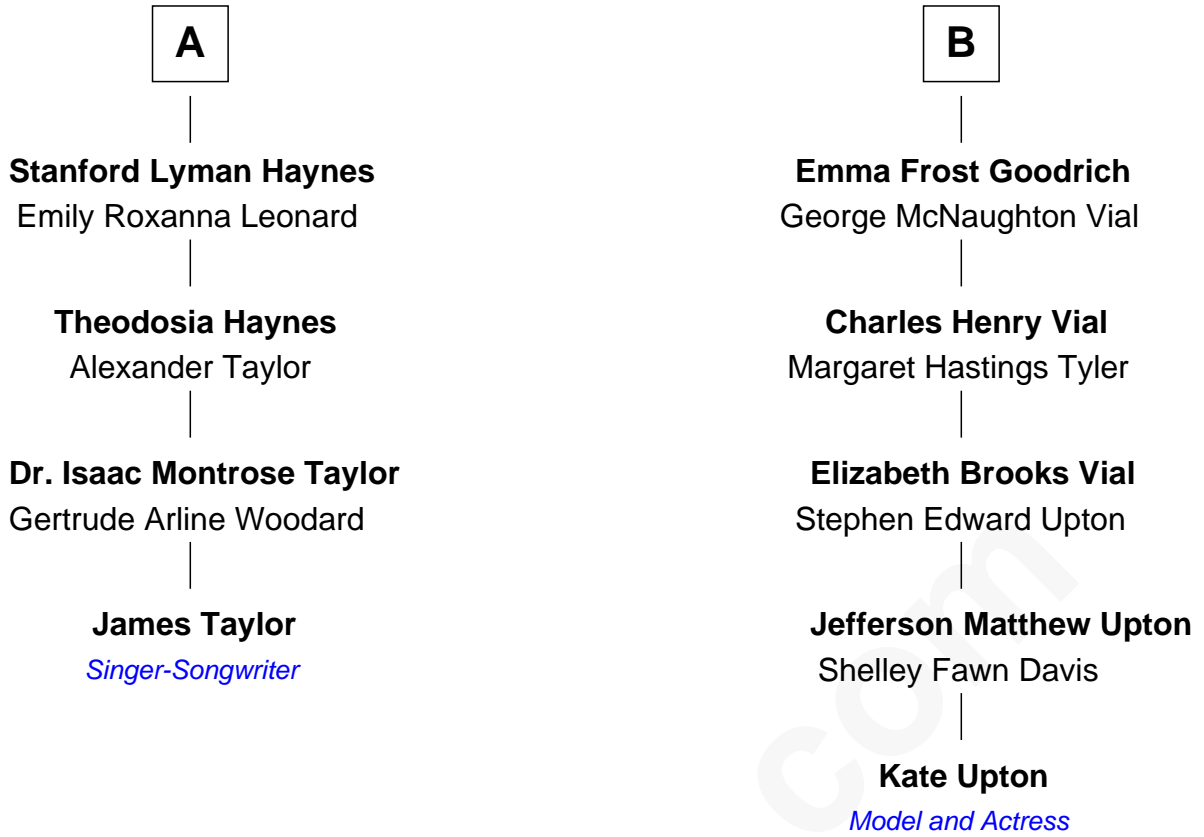 A
Stanford Lyman Haynes
Emily Roxanna Leonard
Theodosia Haynes
Alexander Taylor
Dr. Isaac Montrose Taylor
Gertrude Arline Woodard
James Taylor
Singer-Songwriter
B
Emma Frost Goodrich
George McNaughton Vial
Charles Henry Vial
Margaret Hastings Tyler
Elizabeth Brooks Vial
Stephen Edward Upton
Jefferson Matthew Upton
Shelley Fawn Davis
Kate Upton
Model and Actress
com